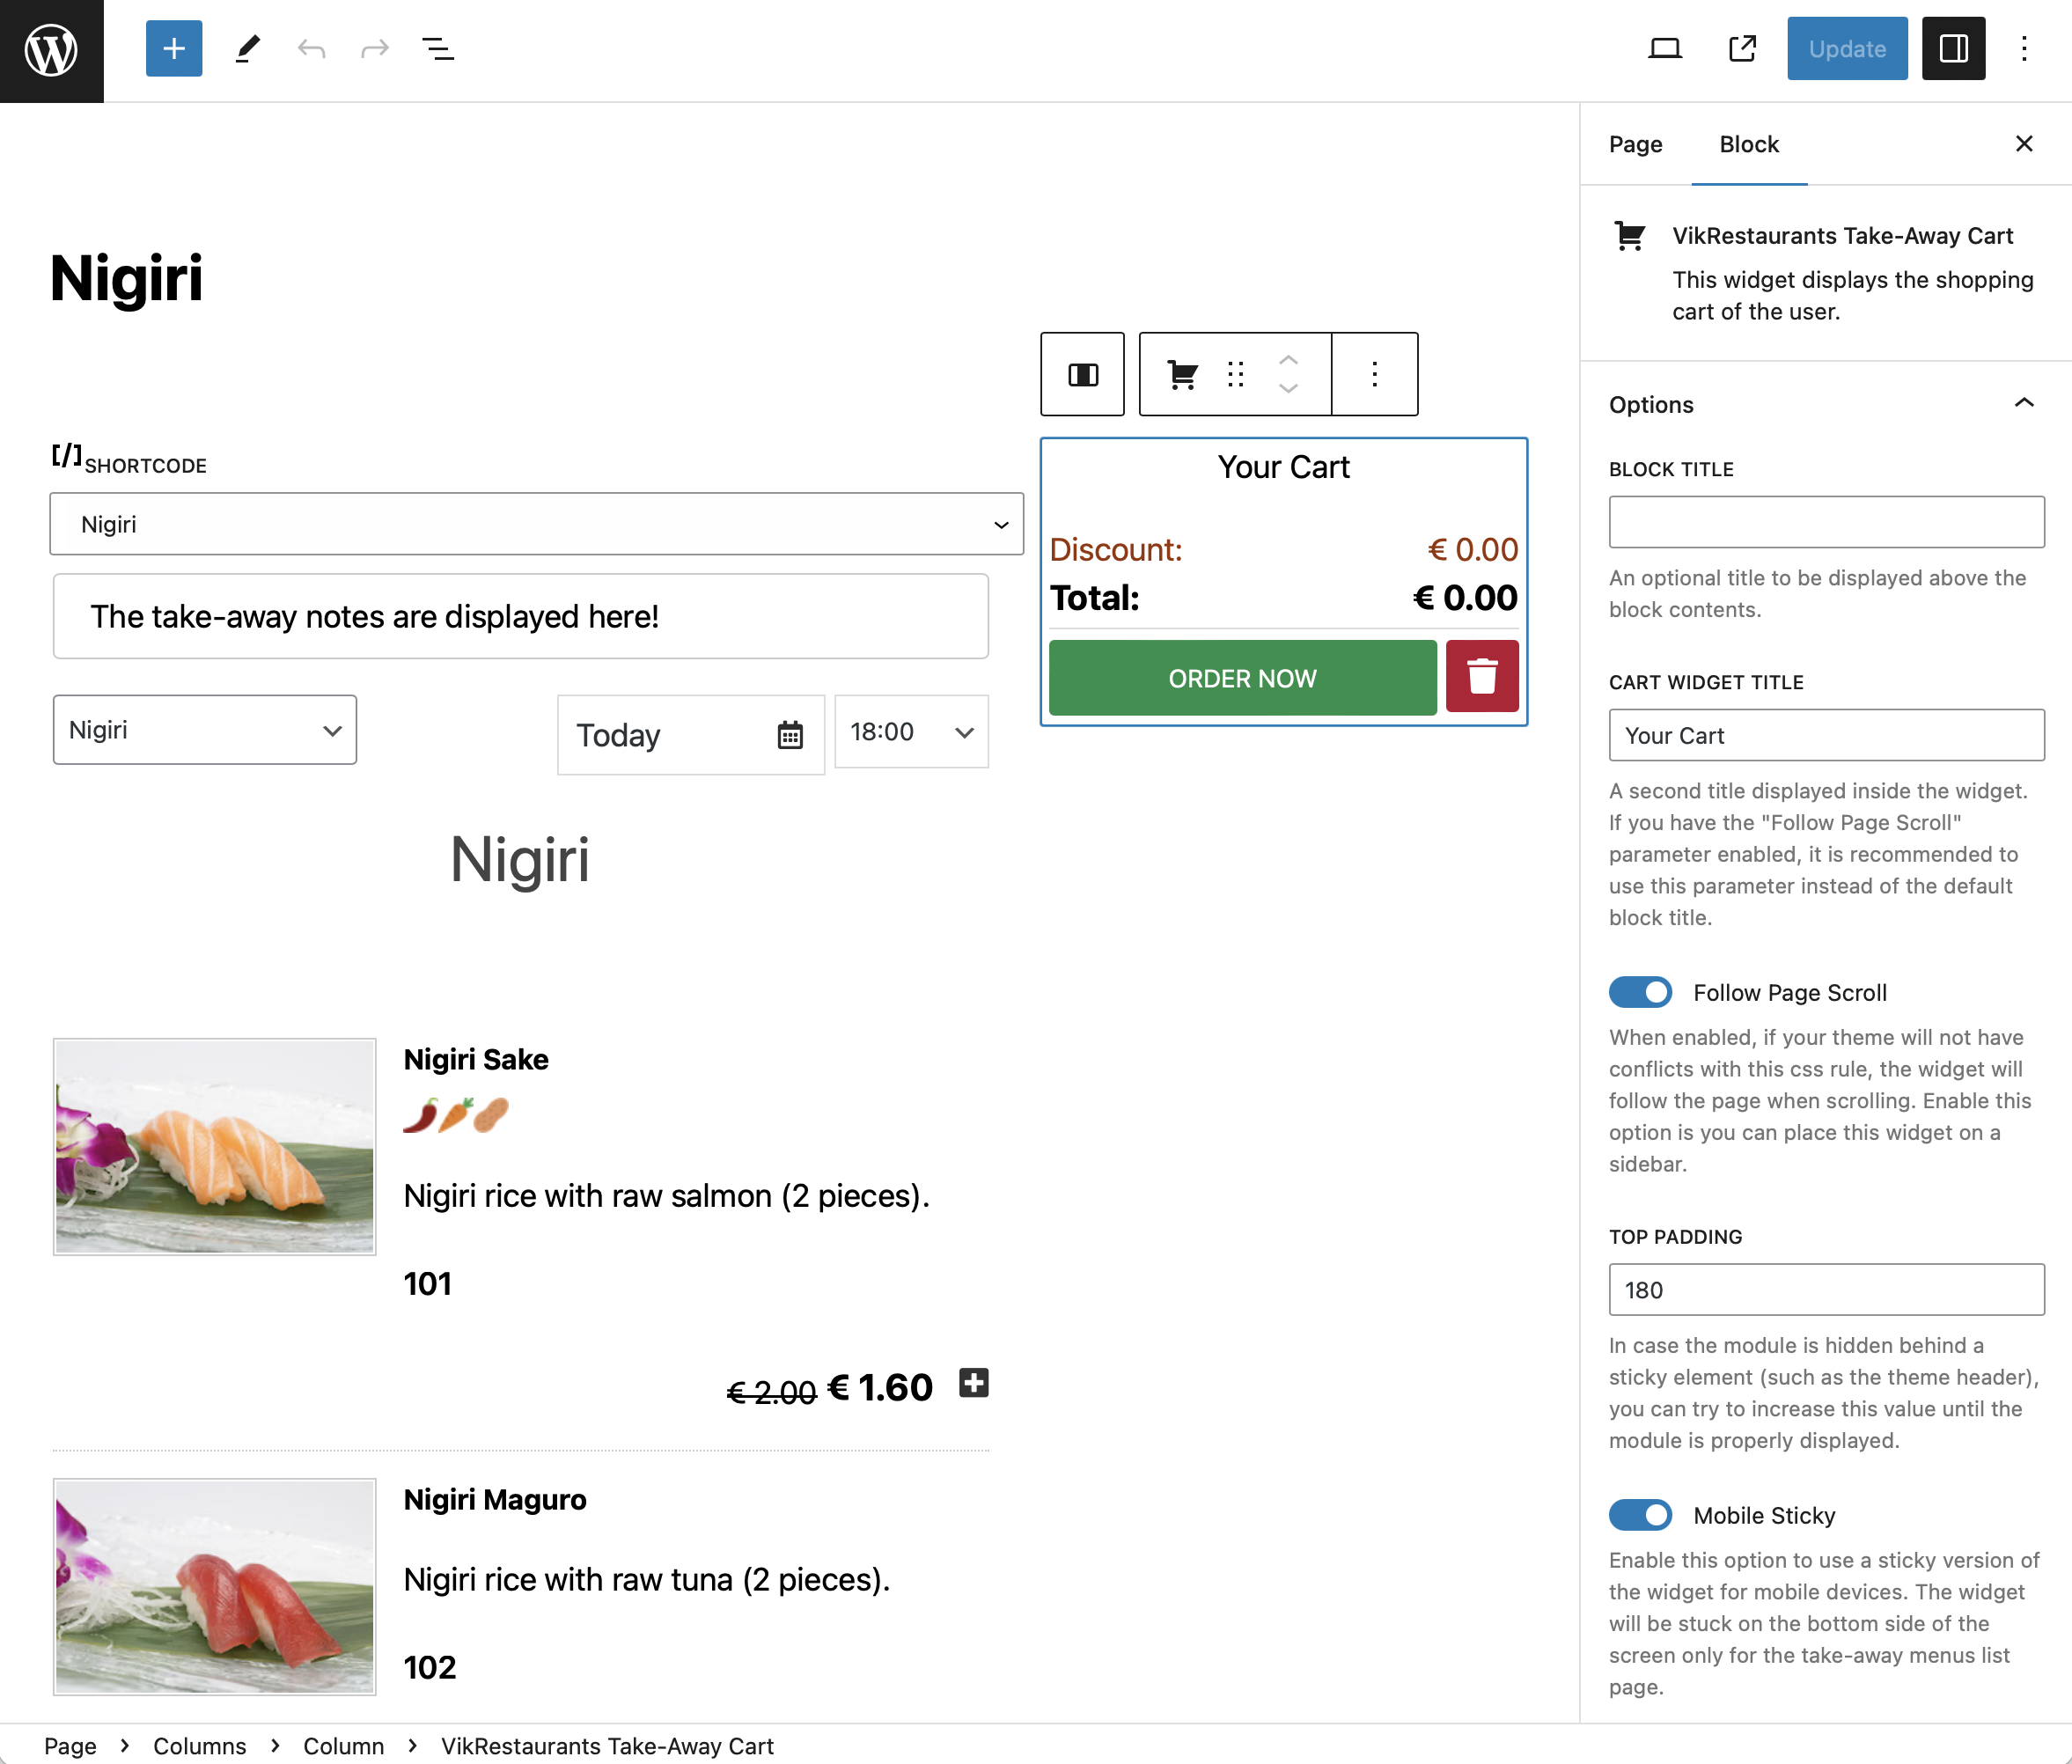 Update
Nigiri
[/] SHORTCODE
Nigiri
The take-away notes are displayed here!
Nigiri
Today
18:00
Nigiri
Nigiri Sake
Nigiri rice with raw salmon (2 pieces).
101
€ 2.00 € 1.60
Nigiri Maguro
Nigiri rice with raw tuna (2 pieces).
102
Your Cart
Discount: € 0.00
Total: € 0.00
ORDER NOW
Page Block
VikRestaurants Take-Away Cart
This widget displays the shopping
cart of the user.
Options
BLOCK TITLE
An optional title to be displayed above the
block contents.
CART WIDGET TITLE
Your Cart
A second title displayed inside the widget.
If you have the "Follow Page Scroll"
parameter enabled, it is recommended to
use this parameter instead of the default
block title.
Follow Page Scroll
When enabled, if your theme will not have
conflicts with this css rule, the widget will
follow the page when scrolling. Enable this
option is you can place this widget on a
sidebar.
TOP PADDING
180
In case the module is hidden behind a
sticky element (such as the theme header),
you can try to increase this value until the
module is properly displayed.
Mobile Sticky
Enable this option to use a sticky version of
the widget for mobile devices. The widget
will be stuck on the bottom side of the
screen only for the take-away menus list
page.
Page › Columns › Column › VikRestaurants Take-Away Cart